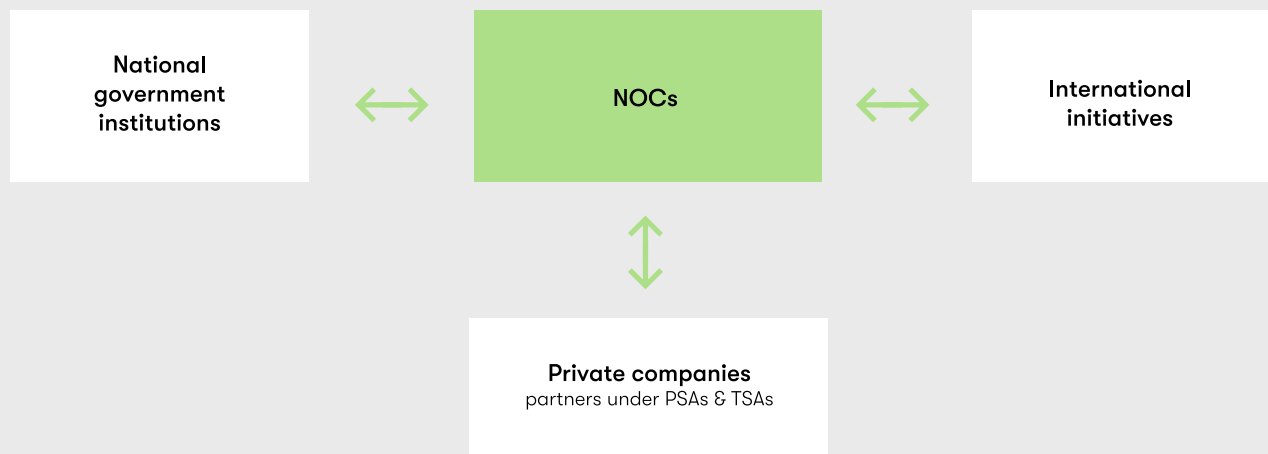 National
government
institutions
NOCs
International
initiatives
Private companies
partners under PSAs & TSAs